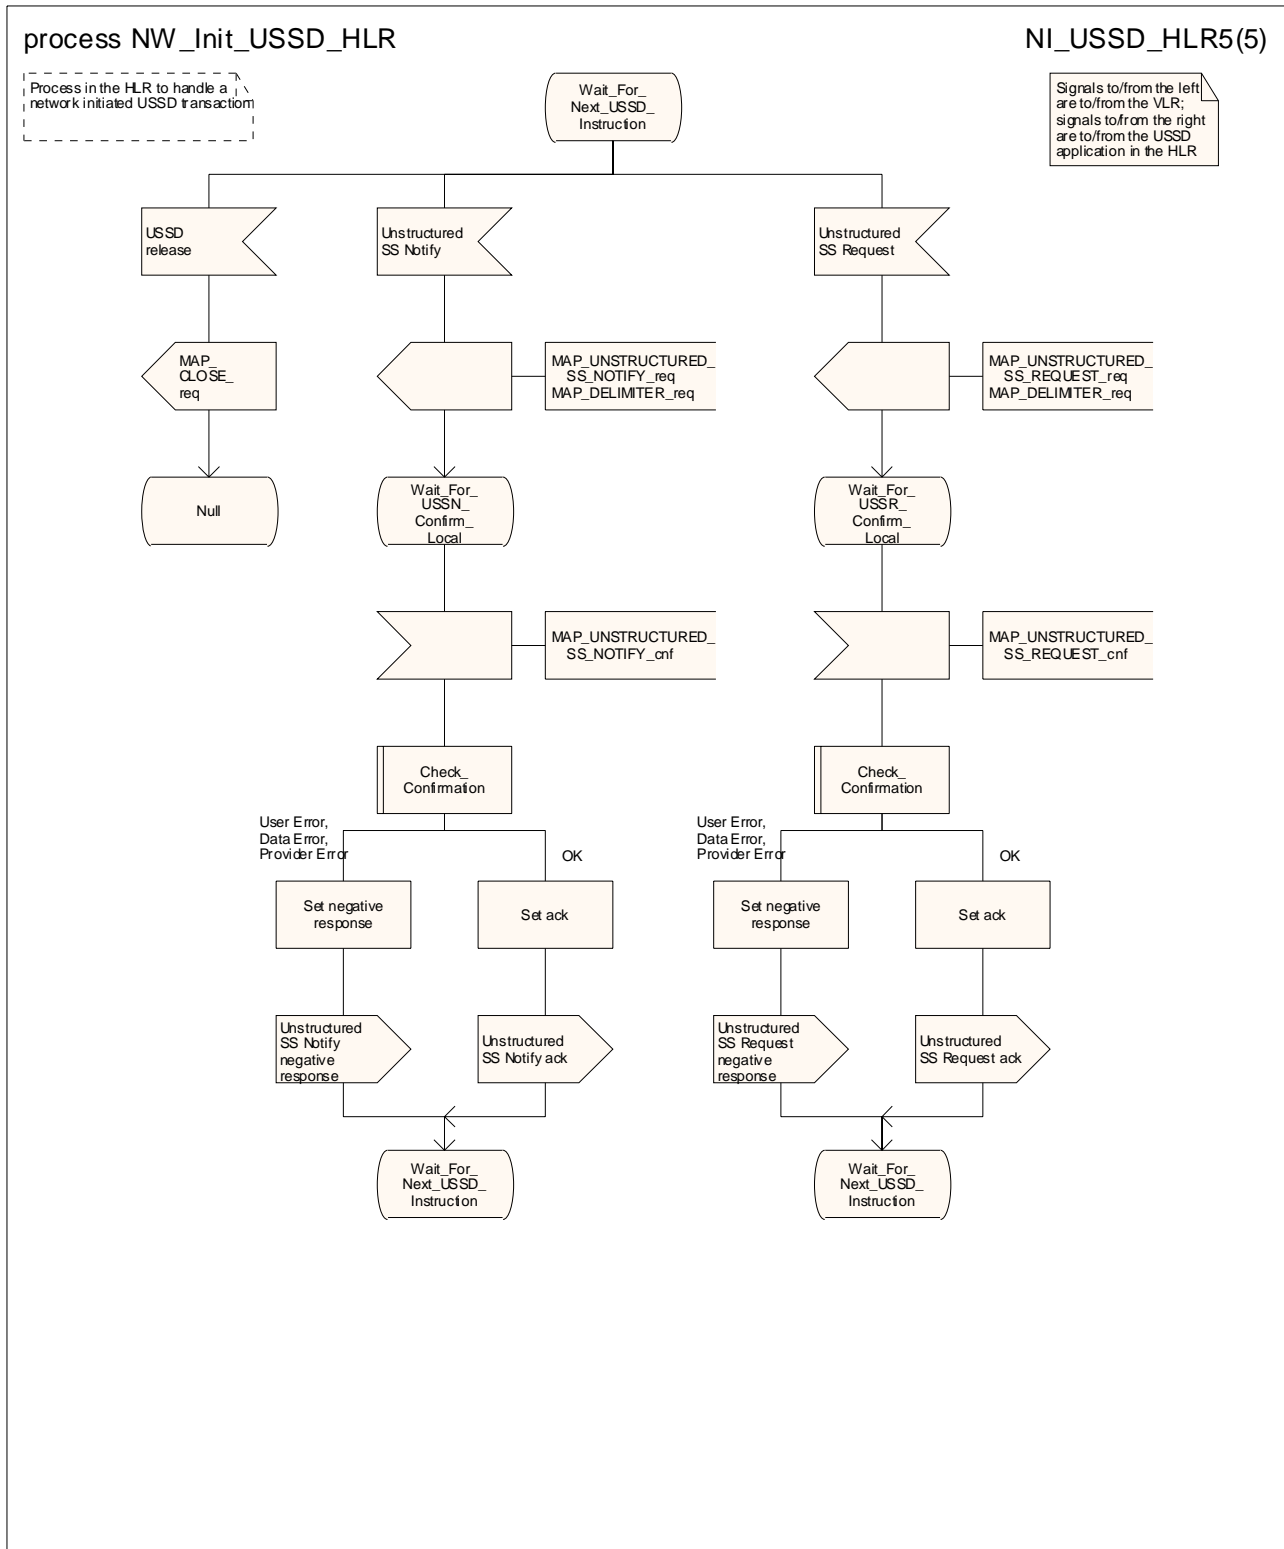 process NW_Init_USSD_HLR
NI_USSD_HLR5(5)
Process in the HLR to handle a
network initiated USSD transaction
Wait_For_
Next_USSD_
Instruction
Signals to/from the left
are to/from the VLR;
signals to/from the right
are to/from the USSD
application in the HLR
USSD
release
Unstructured
SS Notify
Unstructured
SS Request
MAP_
CLOSE_
req
MAP_UNSTRUCTURED_
SS_NOTIFY_req
MAP_DELIMITER_req
MAP_UNSTRUCTURED_
SS_REQUEST_req
MAP_DELIMITER_req
Null
Wait_For_
USSN_
Confirm_
Local
Wait_For_
USSR_
Confirm_
Local
MAP_UNSTRUCTURED_
SS_NOTIFY_cnf
MAP_UNSTRUCTURED_
SS_REQUEST_cnf
Check_
Confirmation
Check_
Confirmation
User Error,
Data Error,
Provider Error
OK
User Error,
Data Error,
Provider Error
OK
Set negative
response
Set ack
Set negative
response
Set ack
Unstructured
SS Notify
negative
response
Unstructured
SS Notify ack
Unstructured
SS Request
negative
response
Unstructured
SS Request ack
Wait_For_
Next_USSD_
Instruction
Wait_For_
Next_USSD_
Instruction